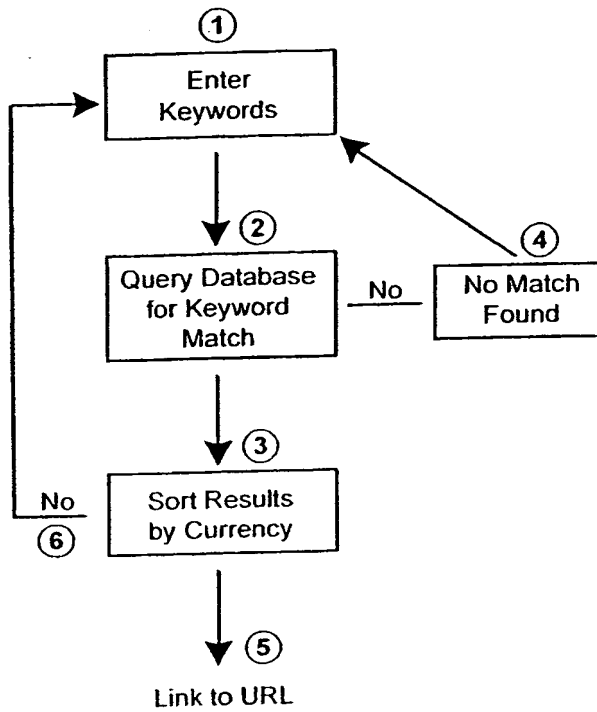 1
Enter
Keywords
2
4
Query Database
for Keyword
Match
No
No Match
Found
3
Sort Results
by Currency
No
6
5
Link to URL